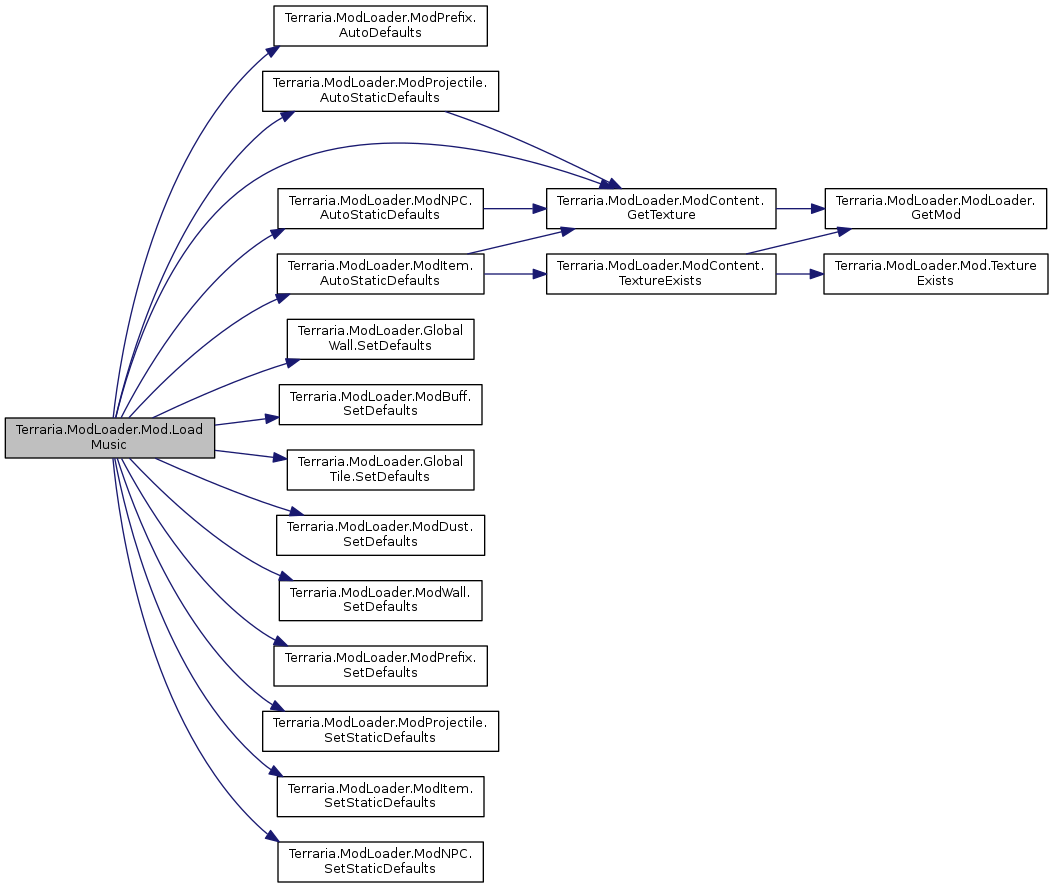 Terraria.ModLoader.ModPrefix.
AutoDefaults
Terraria.ModLoader.ModProjectile.
AutoStaticDefaults
Terraria.ModLoader.ModNPC.
AutoStaticDefaults
Terraria.ModLoader.ModContent.
GetTexture
Terraria.ModLoader.ModLoader.
GetMod
Terraria.ModLoader.ModItem.
AutoStaticDefaults
Terraria.ModLoader.ModContent.
TextureExists
Terraria.ModLoader.Mod.Texture
Exists
Terraria.ModLoader.Global
Wall.SetDefaults
Terraria.ModLoader.ModBuff.
SetDefaults
Terraria.ModLoader.Mod.Load
Music
Terraria.ModLoader.Global
Tile.SetDefaults
Terraria.ModLoader.ModDust.
SetDefaults
Terraria.ModLoader.ModWall.
SetDefaults
Terraria.ModLoader.ModPrefix.
SetDefaults
Terraria.ModLoader.ModProjectile.
SetStaticDefaults
Terraria.ModLoader.ModItem.
SetStaticDefaults
Terraria.ModLoader.ModNPC.
SetStaticDefaults